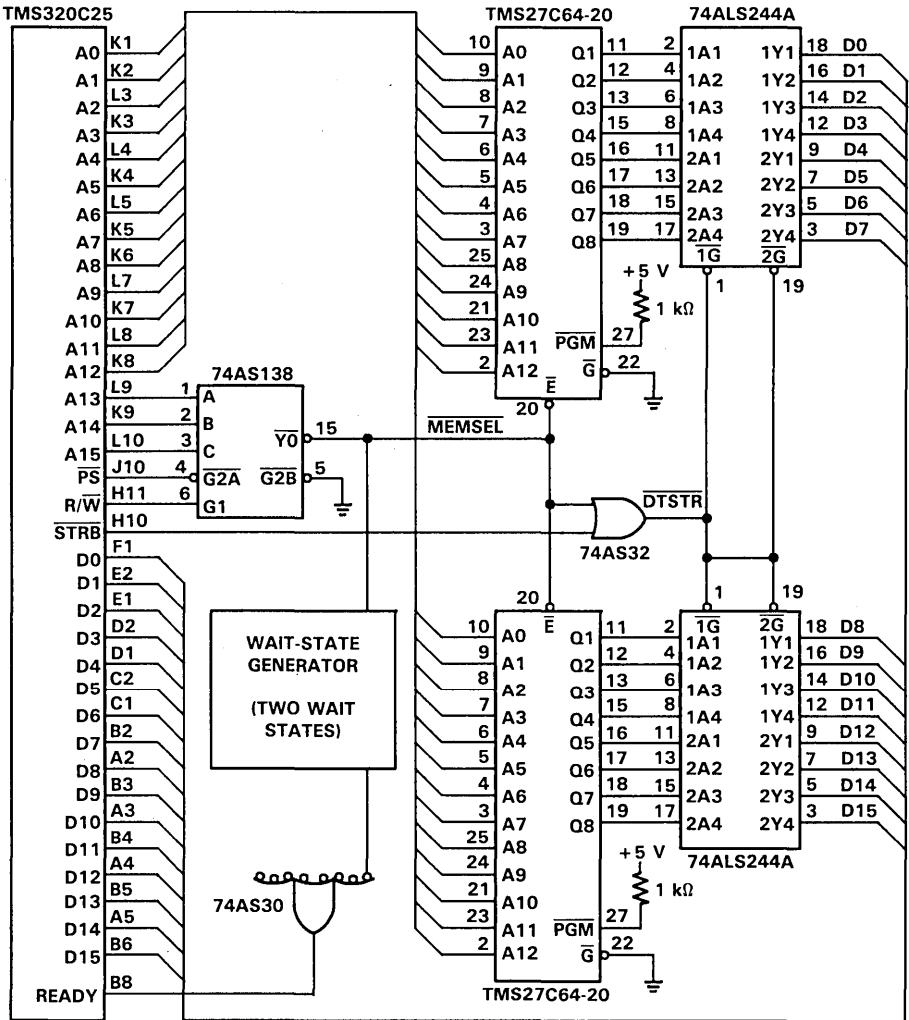 TMS320C25
TMS27C64-20
74ALS244A
A0 K1
A1 K2
A2 L3
A3 K3
A4 L4
A5 K4
A6 L5
A7 K5
A8 K6
A9 L7
A10 K7
A11 L8
A12 K8
A13 L9
A14 K9
A15 L10
PS J10
R/W H11
STRB H10
D0 F1
D1 E2
D2 E1
D3 D2
D4 D1
D5 C2
D6 C1
D7 B2
D8 A2
D9 B3
D10 A3
D11 B4
D12 A4
D13 B5
D14 A5
D15 B6
READY B8
74AS138
1 A
2 B
3 C
4 G2A
6 G1
Y0 15
G2B 5
MEMSEL
WAIT-STATE
GENERATOR
(TWO WAIT
STATES)
74AS30
10 A0 Q1 11 2 1A1 1Y1 18 D0
9 A1 Q2 12 4 1A2 1Y2 16 D1
8 A2 Q3 13 6 1A3 1Y3 14 D2
7 A3 Q4 15 8 1A4 1Y4 12 D3
6 A4 Q5 16 11 2A1 2Y1 9 D4
5 A5 Q6 17 13 2A2 2Y2 7 D5
4 A6 Q7 18 15 2A3 2Y3 5 D6
3 A7 Q8 19 17 2A4 2Y4 3 D7
25 A8
24 A9
21 A10
23 A11
2 A12
1G 2G
1 19
+5 V
1 kΩ
PGM 27
G 22
E
20
DTSTR
74AS32
1 19
20
E
1G 2G
10 A0 Q1 11 2 1A1 1Y1 18 D8
9 A1 Q2 12 4 1A2 1Y2 16 D9
8 A2 Q3 13 6 1A3 1Y3 14 D10
7 A3 Q4 15 8 1A4 1Y4 12 D11
6 A4 Q5 16 11 2A1 2Y1 9 D12
5 A5 Q6 17 13 2A2 2Y2 7 D13
4 A6 Q7 18 15 2A3 2Y3 5 D14
3 A7 Q8 19 17 2A4 2Y4 3 D15
25 A8
24 A9
21 A10
23 A11
2 A12
74ALS244A
+5 V
1 kΩ
PGM 27
G 22
TMS27C64-20